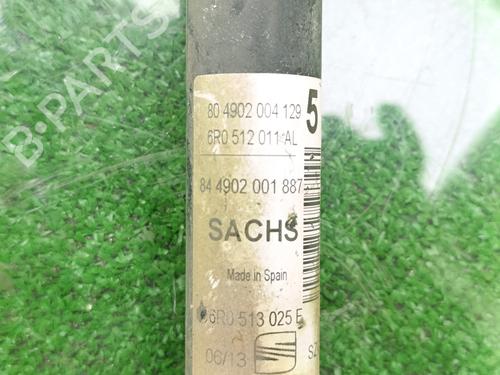 B-PARTS
80 4902 004 129
6R0 512 011 AL
5
84 4902 001 887
SACHS
Made in Spain
6R0 513 025 E
06/13
SZ